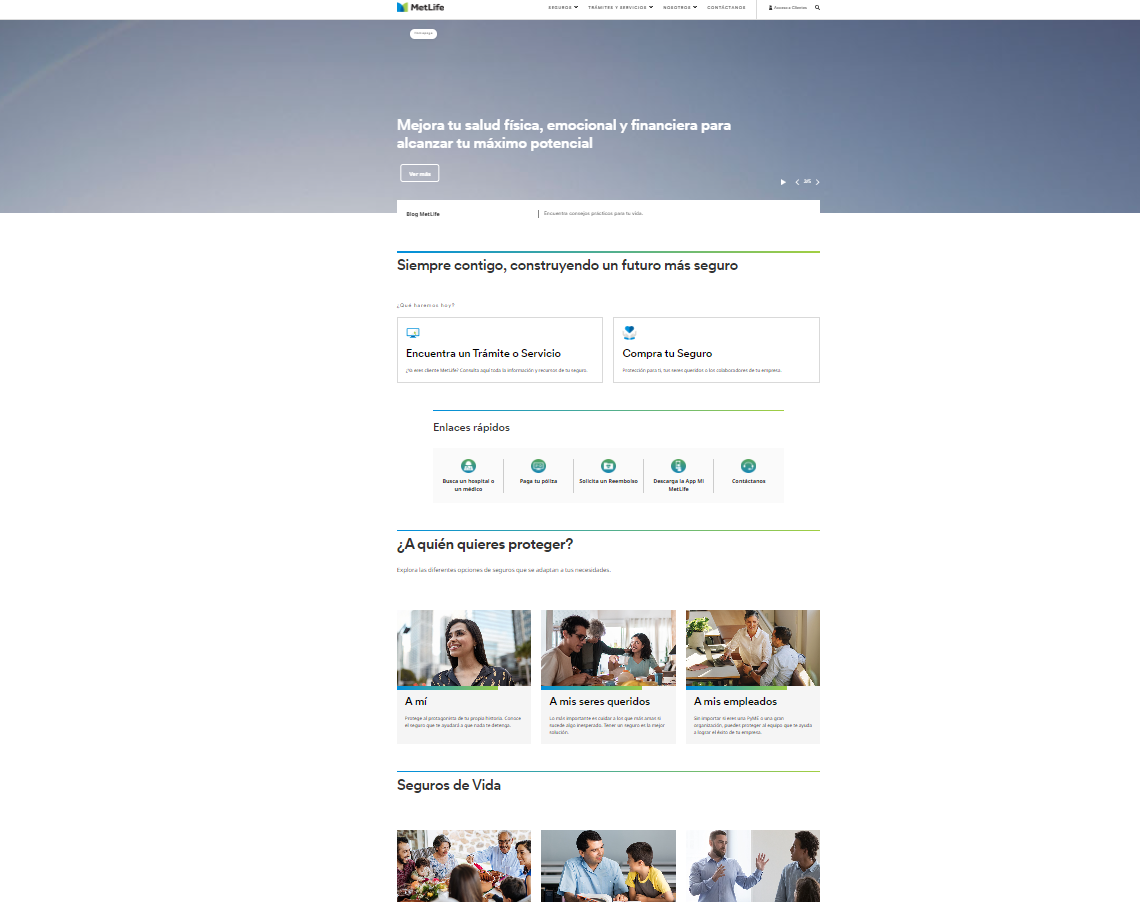 MetLife
SEGUROS
TRÁMITES Y SERVICIOS
NOSOTROS
CONTÁCTANOS
Acceso a Clientes
Mejora tu salud física, emocional y financiera para
alcanzar tu máximo potencial
Ver más
Blog MetLife
Encuentra consejos prácticos para tu vida.
Siempre contigo, construyendo un futuro más seguro
¿Qué haremos hoy?
Encuentra un Trámite o Servicio
¿Ya eres cliente MetLife? Consulta aquí toda la información y recursos de tu seguro.
Compra tu Seguro
Protección para ti, tus seres queridos o los colaboradores de tu empresa.
Enlaces rápidos
Busca un hospital o
un médico
Paga tu póliza
Solicita un Reembolso
Descarga la App Mi
MetLife
Contáctanos
¿A quién quieres proteger?
Explora las diferentes opciones de seguros que se adaptan a tus necesidades.
A mí
Protege al protagonista de tu propia historia. Conoce
el seguro que te ayudará a que nada te detenga.
A mis seres queridos
Lo más importante es cuidar a los que más amas si
sucede algo inesperado. Tener un seguro es la mejor
solución.
A mis empleados
Sin importar si eres una PyME o una gran
organización, puedes proteger al equipo que te ayuda
a lograr el éxito de tu empresa.
Seguros de Vida